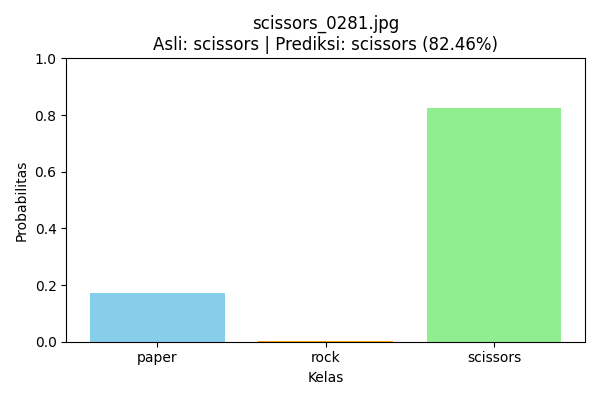 scissors_0281.jpg
Asli: scissors | Prediksi: scissors (82.46%)
1.0
0.8
0.6
0.4
0.2
0.0
Probabilitas
paper rock scissors
Kelas